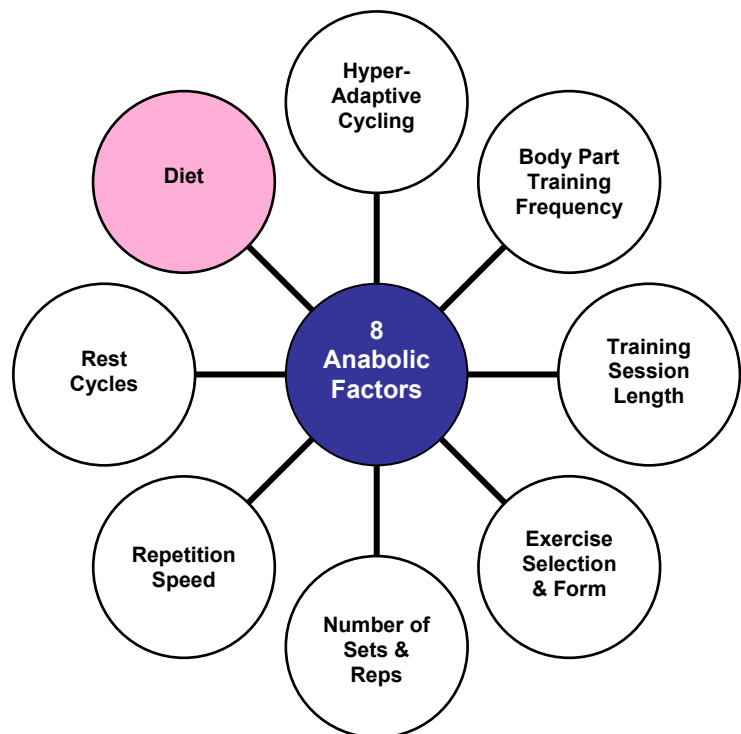 Hyper-
Adaptive
Cycling
Body Part
Training
Frequency
Training
Session
Length
Exercise
Selection
& Form
Number of
Sets &
Reps
Repetition
Speed
Rest
Cycles
Diet
8
Anabolic
Factors